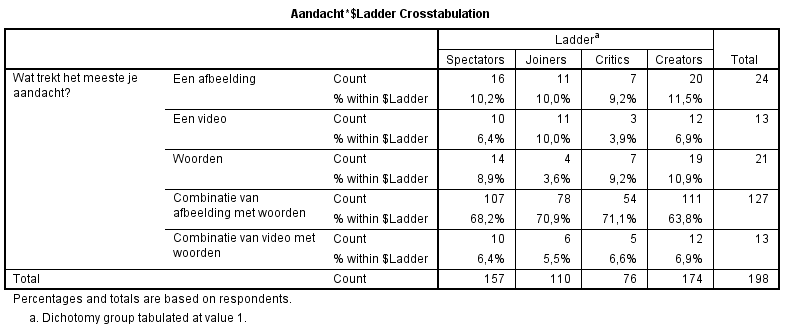 Aandacht*$Ladder Crosstabulation
Ladderᵃ
Spectators Joiners Critics Creators Total
Wat trekt het meeste je aandacht? Een afbeelding Count 16 11 7 20 24
% within $Ladder 10,2% 10,0% 9,2% 11,5%
Een video Count 10 11 3 12 13
% within $Ladder 6,4% 10,0% 3,9% 6,9%
Woorden Count 14 4 7 19 21
% within $Ladder 8,9% 3,6% 9,2% 10,9%
Combinatie van afbeelding met woorden Count 107 78 54 111 127
% within $Ladder 68,2% 70,9% 71,1% 63,8%
Combinatie van video met woorden Count 10 6 5 12 13
% within $Ladder 6,4% 5,5% 6,6% 6,9%
Total Count 157 110 76 174 198
Percentages and totals are based on respondents.
a. Dichotomy group tabulated at value 1.